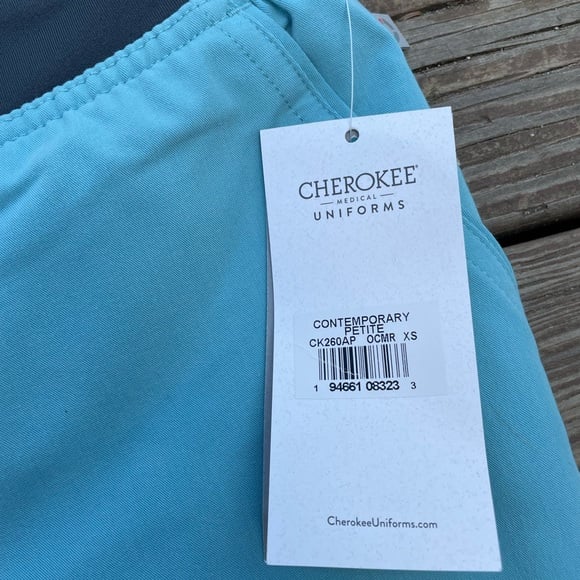 CHEROKEE®
MEDICAL
UNIFORMS
CONTEMPORARY
PETITE
CK260AP OCMR XS
1 94661 08323 3
CherokeeUniforms.com